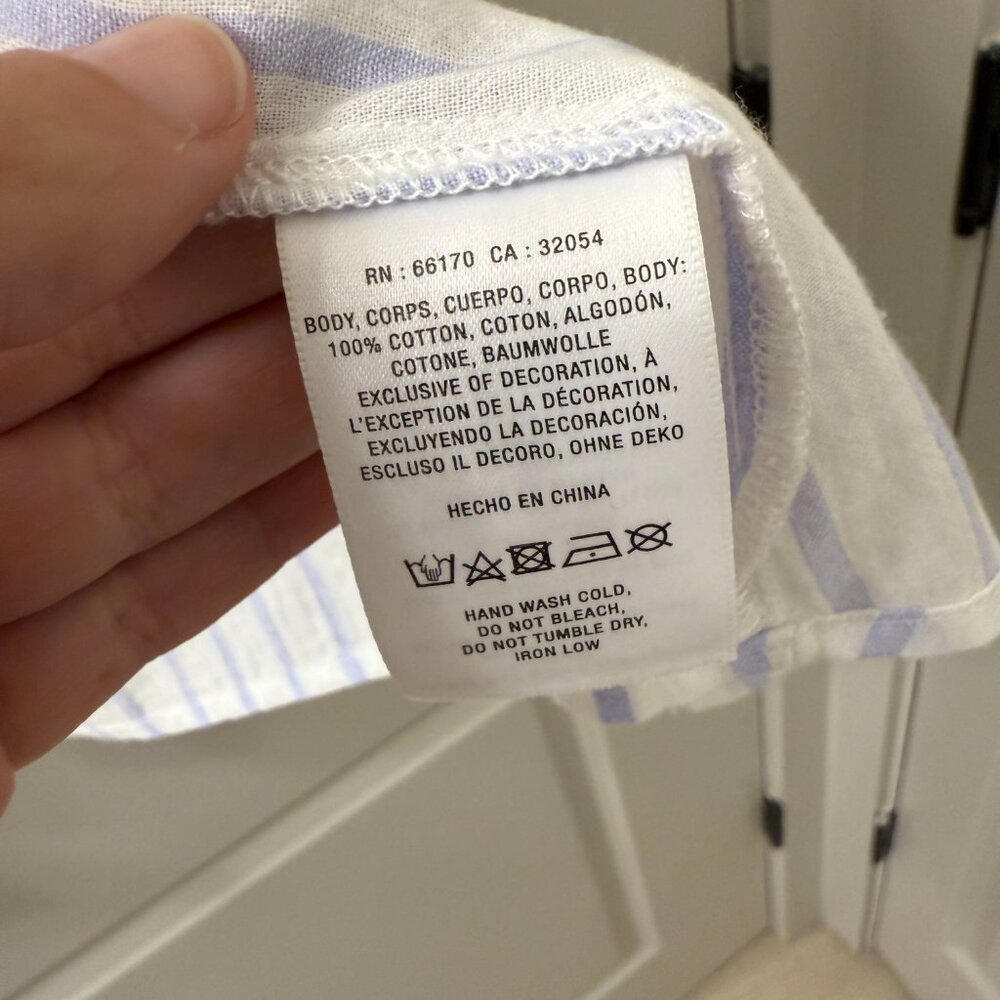 RN : 66170 CA : 32054
BODY, CORPS, CUERPO, CORPO, BODY:
100% COTTON, COTON, ALGODÓN,
COTONE, BAUMWOLLE
EXCLUSIVE OF DECORATION, À
L'EXCEPTION DE LA DÉCORATION,
EXCLUYENDO LA DECORACIÓN,
ESCLUSO IL DECORO, OHNE DEKO
HECHO EN CHINA
HAND WASH COLD,
DO NOT BLEACH,
DO NOT TUMBLE DRY,
IRON LOW